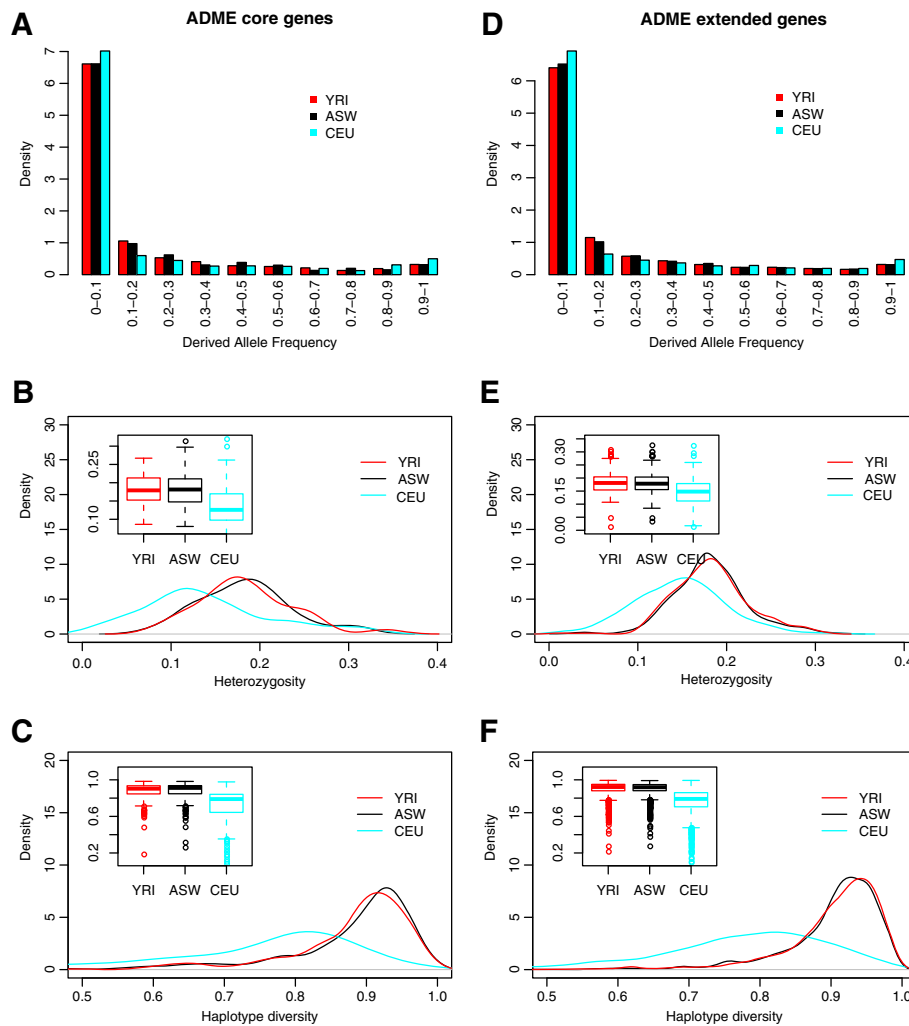 A
ADME core genes
Density
7
6
5
4
3
2
1
0
YRI
ASW
CEU
0−0.1
0.1−0.2
0.2−0.3
0.3−0.4
0.4−0.5
0.5−0.6
0.6−0.7
0.7−0.8
0.8−0.9
0.9−1
Derived Allele Frequency
D
ADME extended genes
Density
6
5
4
3
2
1
0
YRI
ASW
CEU
0−0.1
0.1−0.2
0.2−0.3
0.3−0.4
0.4−0.5
0.5−0.6
0.6−0.7
0.7−0.8
0.8−0.9
0.9−1
Derived Allele Frequency
B
Density
30
25
20
15
10
5
0
0.25
0.10
YRI ASW CEU
YRI
ASW
CEU
0.0 0.1 0.2 0.3 0.4
Heterozygosity
E
Density
30
25
20
15
10
5
0
0.30
0.15
0.00
YRI ASW CEU
YRI
ASW
CEU
0.0 0.1 0.2 0.3 0.4
Heterozygosity
C
Density
20
15
10
5
0
1.0
0.6
0.2
YRI ASW CEU
YRI
ASW
CEU
0.5 0.6 0.7 0.8 0.9 1.0
Haplotype diversity
F
Density
20
15
10
5
0
1.0
0.6
0.2
YRI ASW CEU
YRI
ASW
CEU
0.5 0.6 0.7 0.8 0.9 1.0
Haplotype diversity